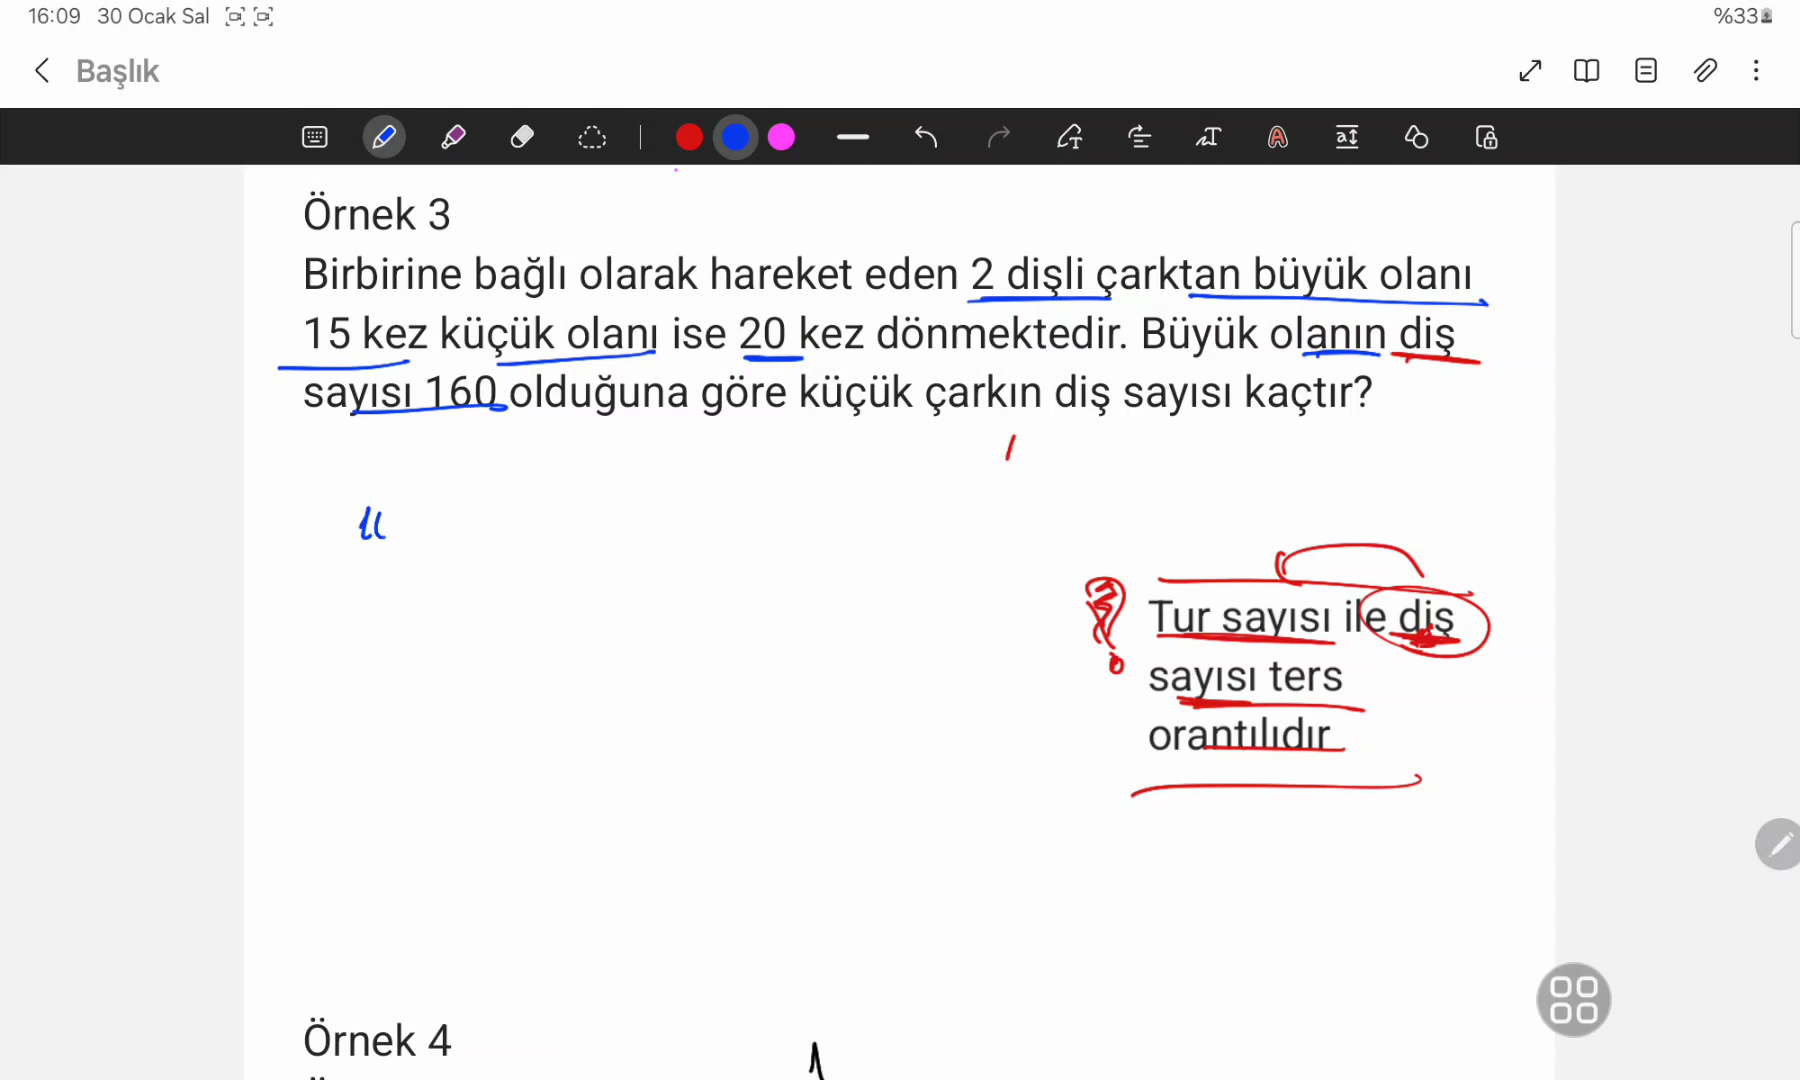 16:09 30 Ocak Sal
%33
Başlık
Örnek 3
Birbirine bağlı olarak hareket eden 2 dişli çarktan büyük olanı
15 kez küçük olanı ise 20 kez dönmektedir. Büyük olanın diş
sayısı 160 olduğuna göre küçük çarkın diş sayısı kaçtır?
Tur sayısı ile diş
sayısı ters
orantılıdır
Örnek 4